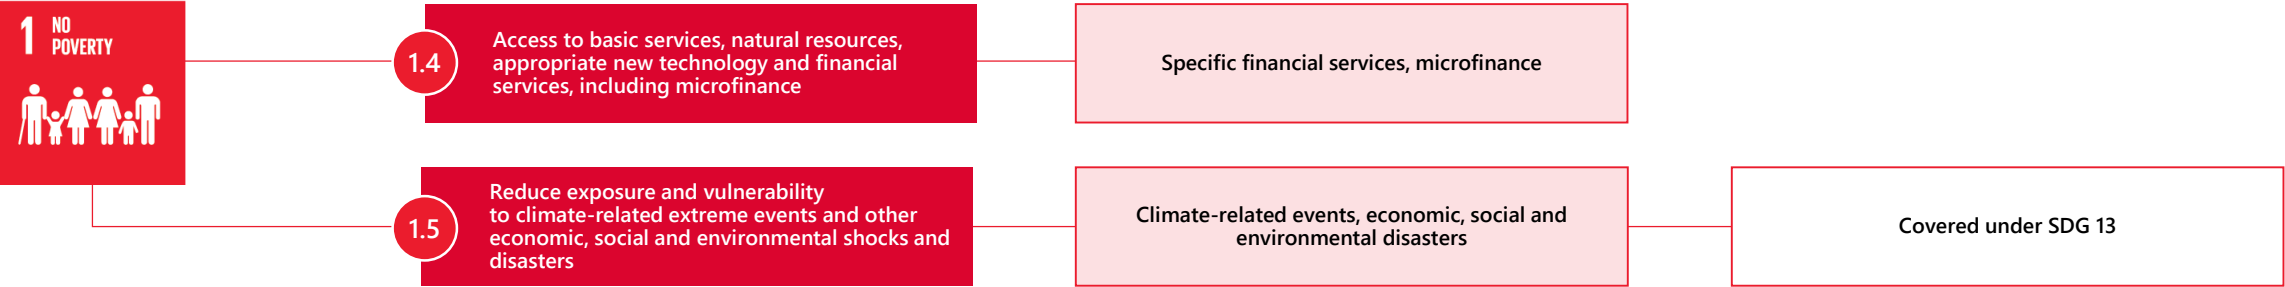 1 NO
POVERTY
1.4
Access to basic services, natural resources,
appropriate new technology and financial
services, including microfinance
Specific financial services, microfinance
1.5
Reduce exposure and vulnerability
to climate-related extreme events and other
economic, social and environmental shocks and
disasters
Climate-related events, economic, social and
environmental disasters
Covered under SDG 13